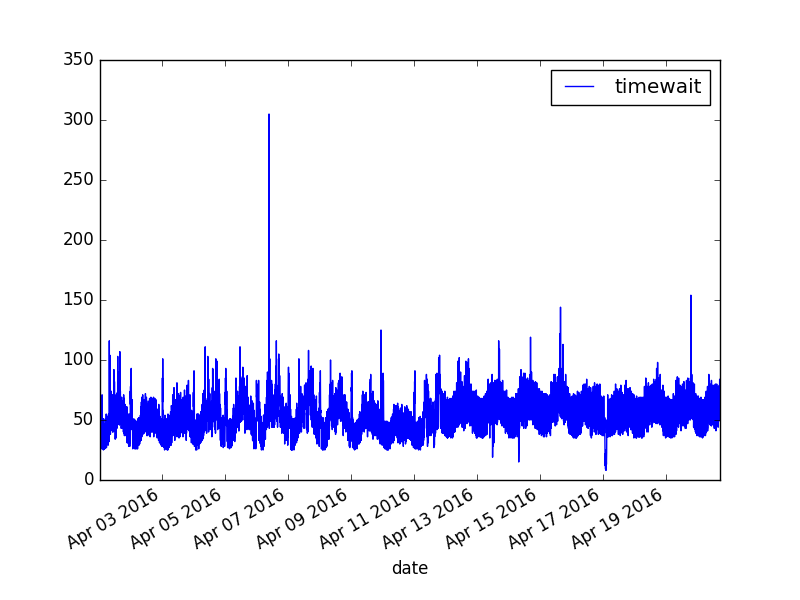 350
timewait
300
250
200
150
100
50
0
Apr 03 2016
Apr 05 2016
Apr 07 2016
Apr 09 2016
Apr 11 2016
Apr 13 2016
Apr 15 2016
Apr 17 2016
Apr 19 2016
date